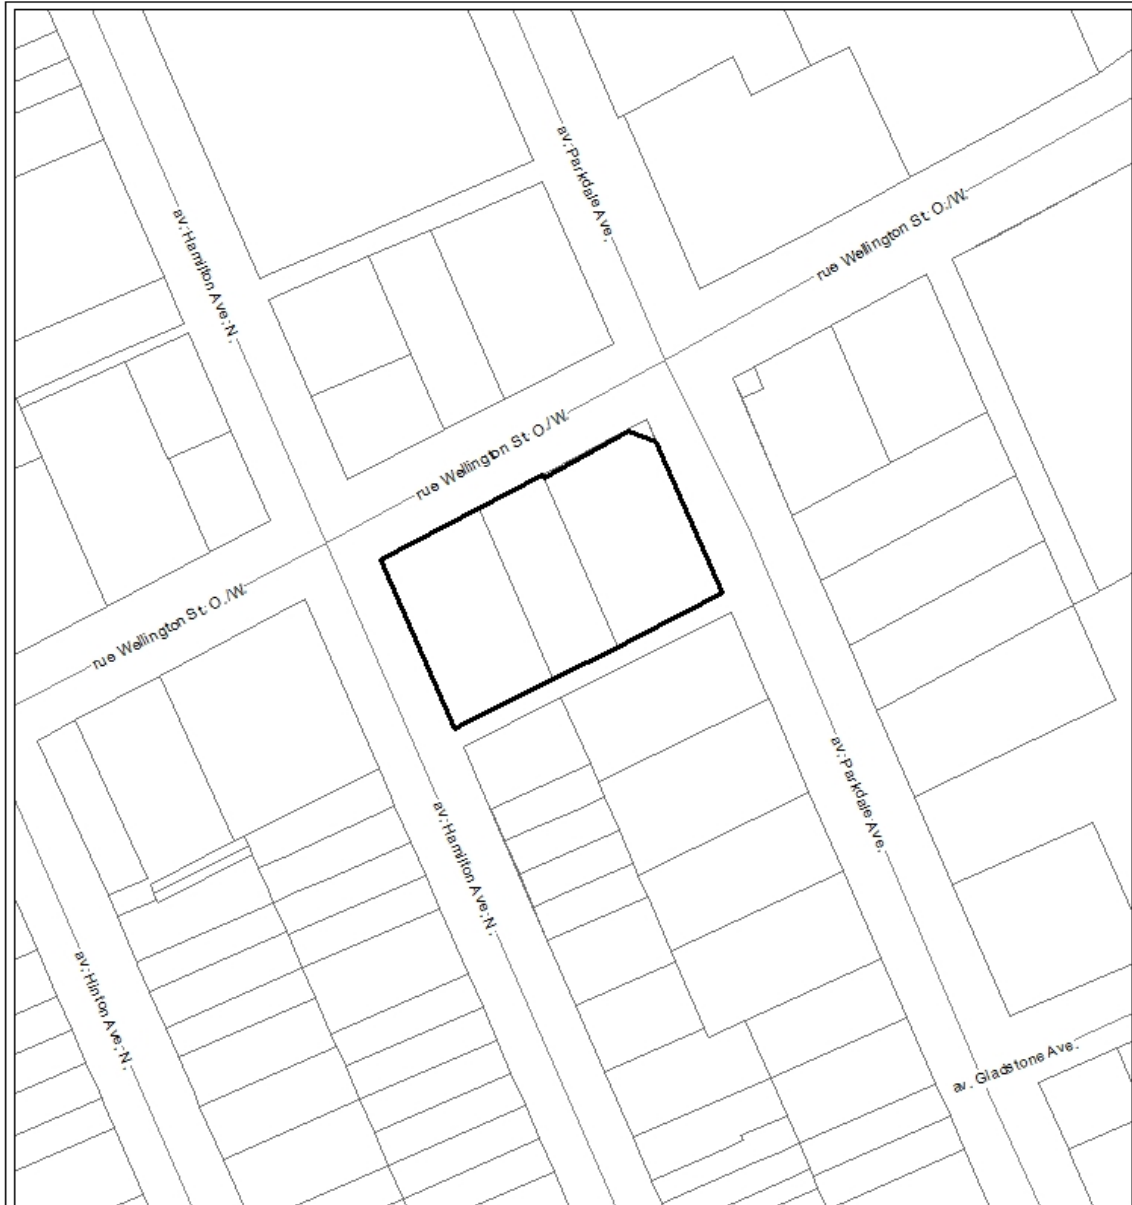 av. Parkdale Ave.
av. Hamilton Ave. N.
rue Wellington St. O./W.
rue Wellington St. O./W.
rue Wellington St. O./W.
av. Parkdale Ave.
av. Hamilton Ave. N.
av. Hinton Ave. N.
av. Gladstone Ave.